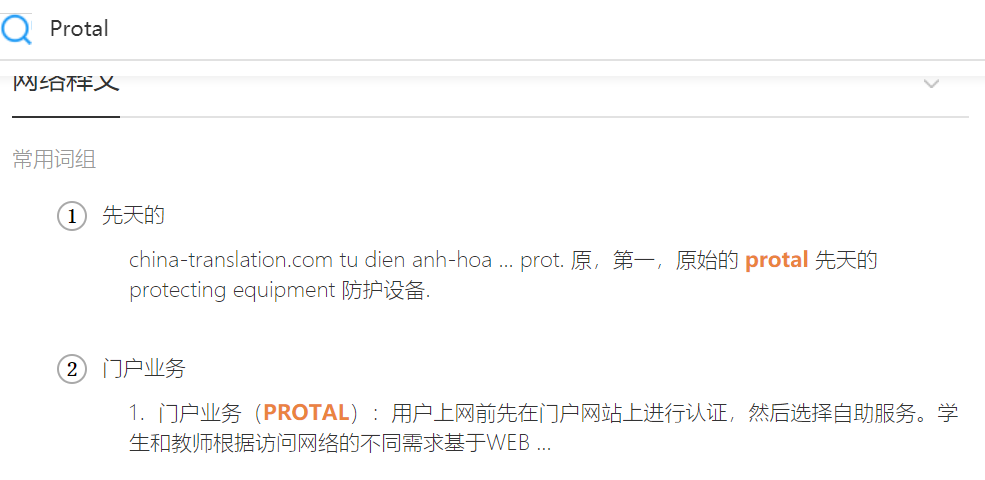 Protal
网络释义
常用词组
1 先天的
china-translation.com tu dien anh-hoa ... prot. 原，第一，原始的 protal 先天的
protecting equipment 防护设备.
2 门户业务
1. 门户业务（PROTAL）：用户上网前先在门户网站上进行认证，然后选择自助服务。学
生和教师根据访问网络的不同需求基于WEB ...